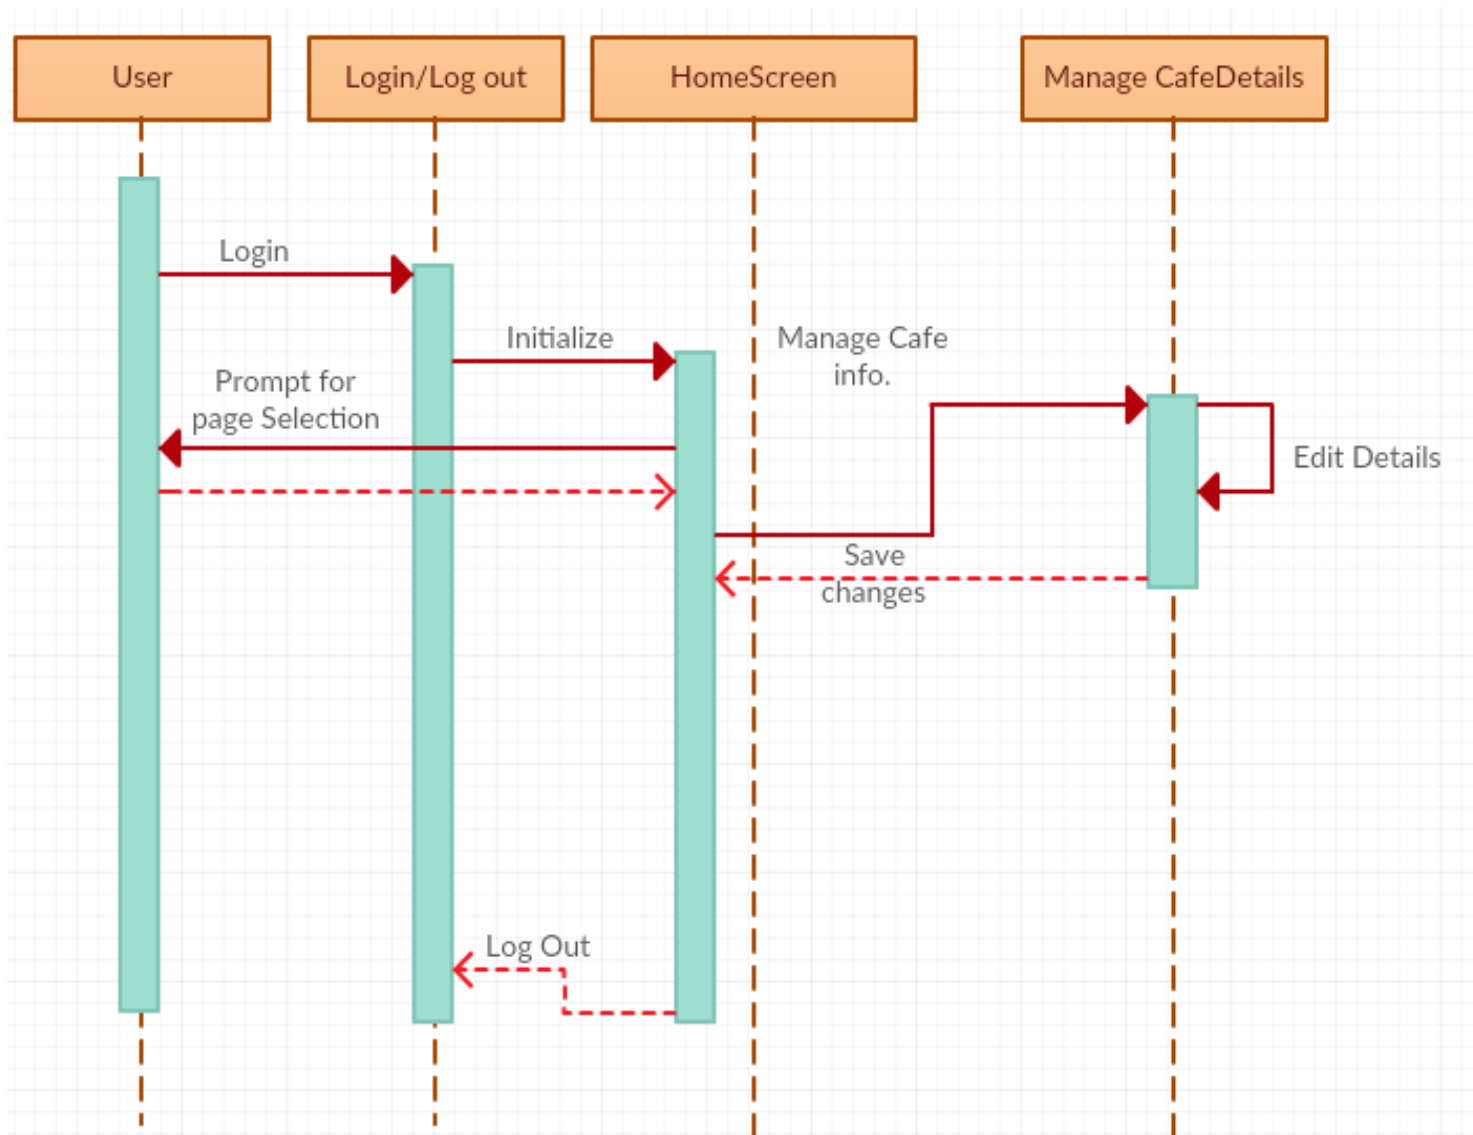 User
Login/Log out
HomeScreen
Manage CafeDetails
Login
Initialize
Manage Cafe
info.
Prompt for
page Selection
Edit Details
Save
changes
Log Out